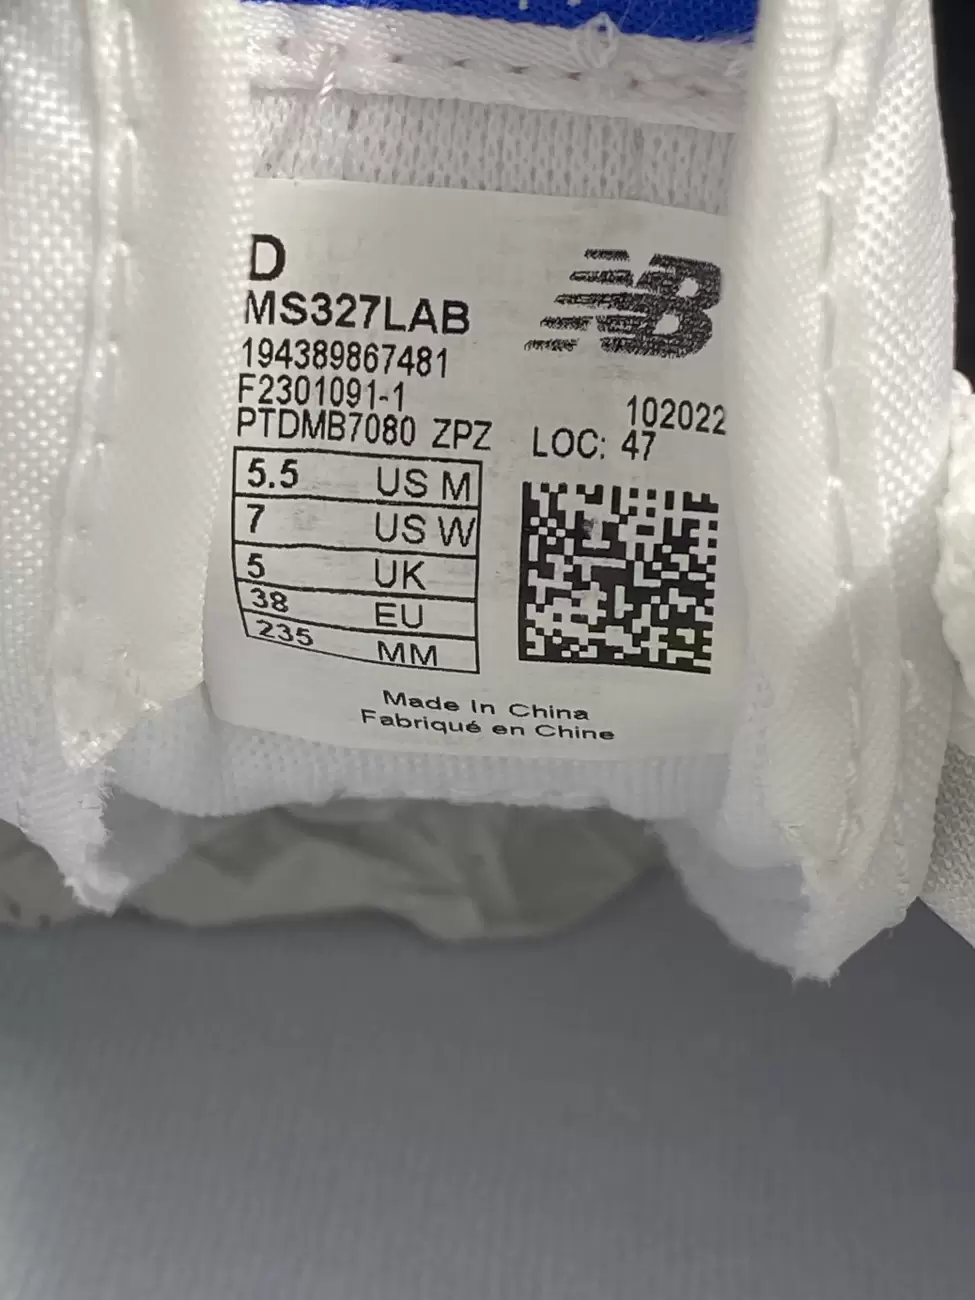 D
MS327LAB
194389867481
F2301091-1
PTDMB7080 ZPZ
NB
102022
LOC: 47
5.5 US M
7 US W
5 UK
38 EU
235 MM
Made In China
Fabriqué en Chine